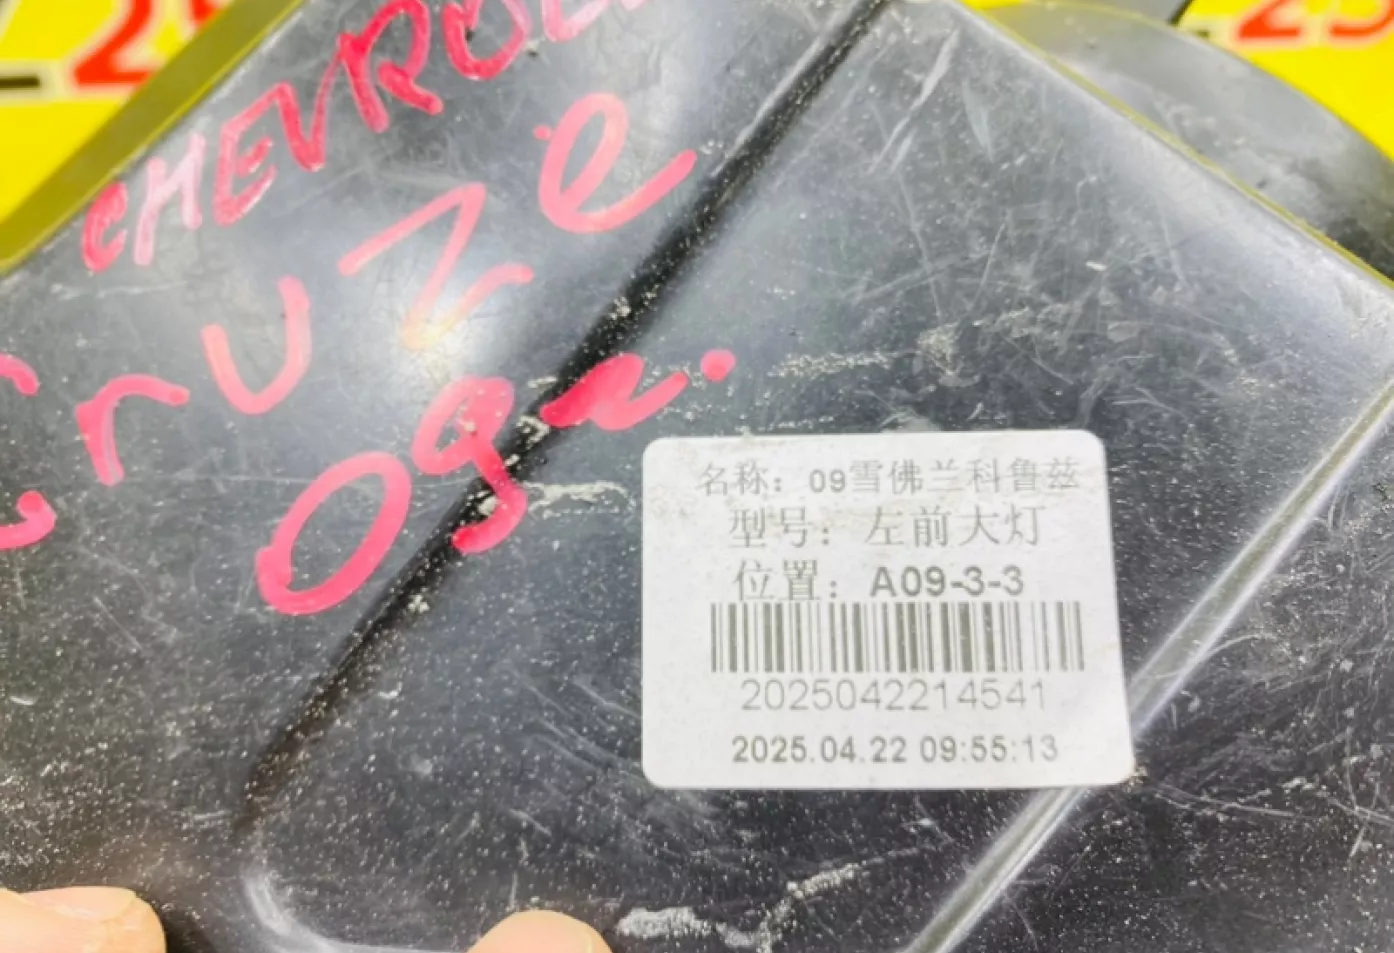 CHEVROLE
Cruze
09г.
名称：09雪佛兰科鲁兹
型号：左前大灯
位置：A09-3-3
2025042214541
2025.04.22 09:55:13